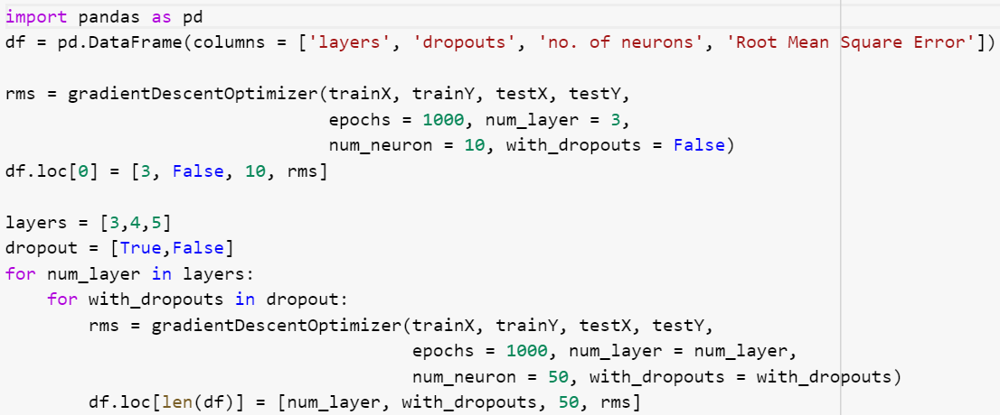 import pandas as pd
df = pd.DataFrame(columns = ['layers', 'dropouts', 'no. of neurons', 'Root Mean Square Error'])
rms = gradientDescentOptimizer(trainX, trainY, testX, testY,
epochs = 1000, num_layer = 3,
num_neuron = 10, with_dropouts = False)
df.loc[0] = [3, False, 10, rms]
layers = [3,4,5]
dropout = [True,False]
for num_layer in layers:
    for with_dropouts in dropout:
        rms = gradientDescentOptimizer(trainX, trainY, testX, testY,
                                       epochs = 1000, num_layer = num_layer,
                                       num_neuron = 50, with_dropouts = with_dropouts)
        df.loc[len(df)] = [num_layer, with_dropouts, 50, rms]